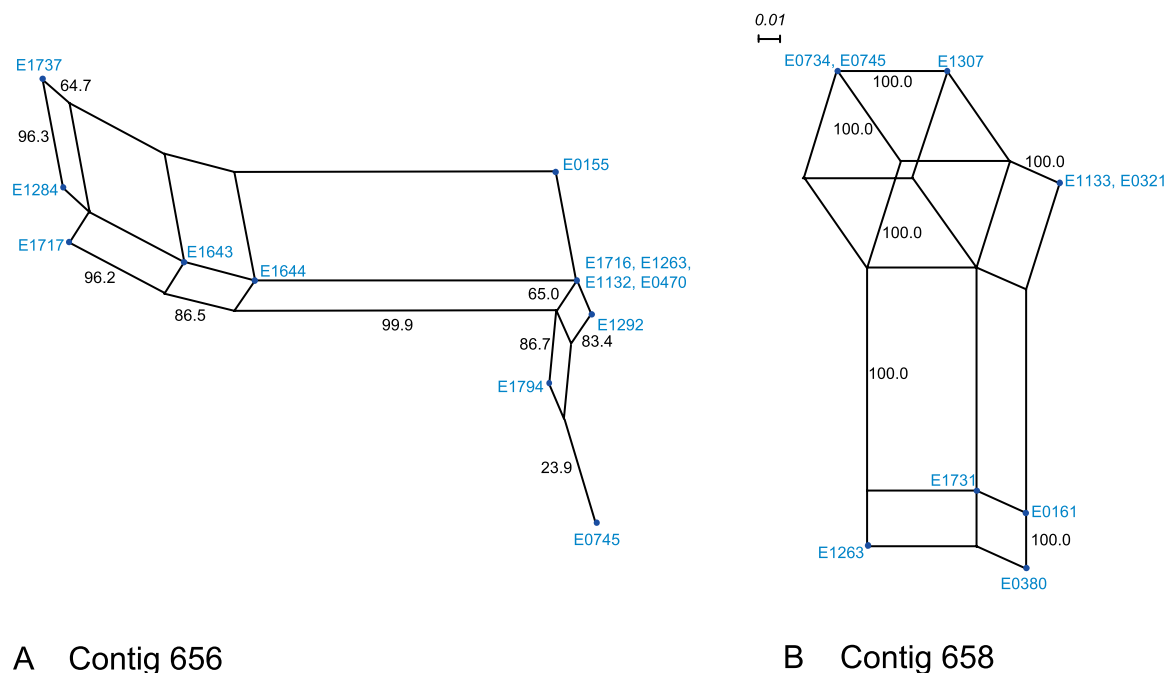 0.01
E1737
64.7
96.3
E1284
E1717
96.2
E1643
86.5
E1644
99.9
E0155
E1716, E1263,
E1132, E0470
65.0
E1292
86.7
83.4
E1794
23.9
E0745
A Contig 656
E0734, E0745
E1307
100.0
100.0
100.0
E1133, E0321
100.0
100.0
E1731
E0161
100.0
E1263
E0380
B Contig 658